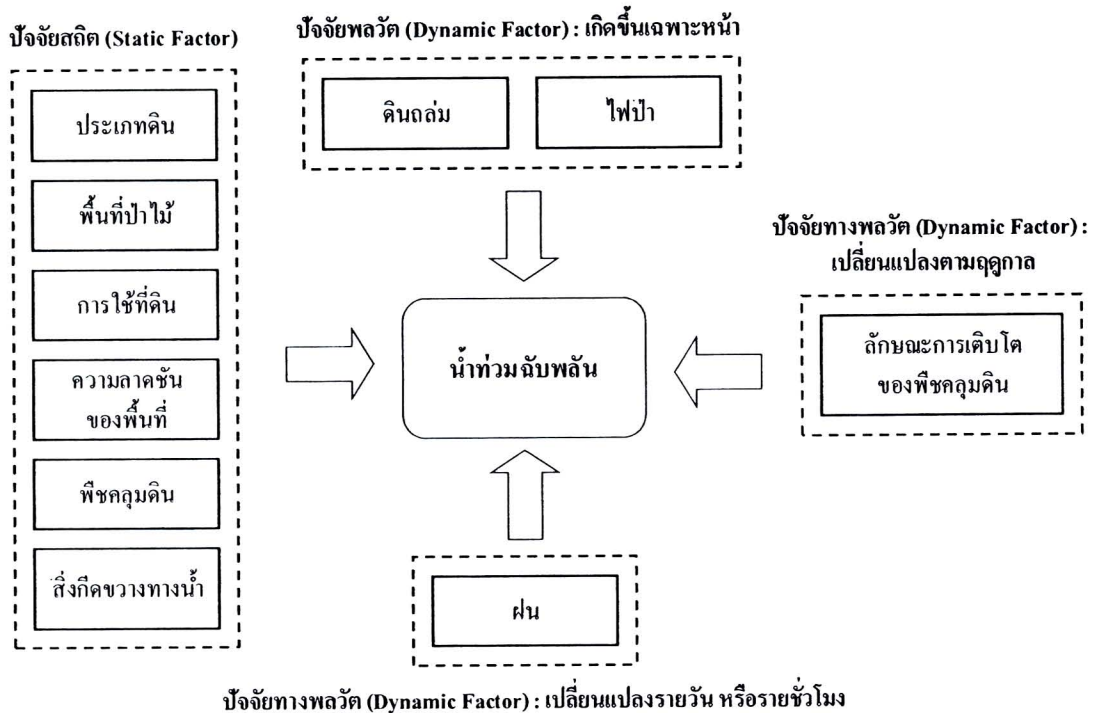 ปัจจัยสถิต (Static Factor)
ประเภทดิน
พื้นที่ป่าไม้
การใช้ที่ดิน
ความลาดชัน
ของพื้นที่
พืชคลุมดิน
สิ่งกีดขวางทางน้ำ
ปัจจัยพลวัต (Dynamic Factor) : เกิดขึ้นเฉพาะหน้า
ดินถล่ม
ไฟป่า
น้ำท่วมฉับพลัน
ปัจจัยทางพลวัต (Dynamic Factor) :
เปลี่ยนแปลงตามฤดูกาล
ลักษณะการเติบโต
ของพืชคลุมดิน
ฝน
ปัจจัยทางพลวัต (Dynamic Factor) : เปลี่ยนแปลงรายวัน หรือรายชั่วโมง